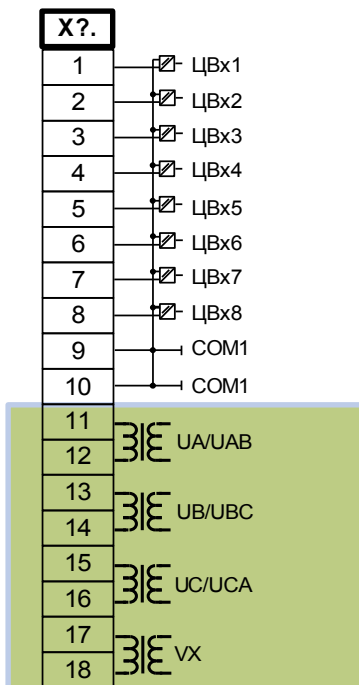 X?.
1 ЦВх1
2 ЦВх2
3 ЦВх3
4 ЦВх4
5 ЦВх5
6 ЦВх6
7 ЦВх7
8 ЦВх8
9 COM1
10 COM1
11
12
UA/UAB
13
14
UB/UBC
15
16
UC/UCA
17
18
VX